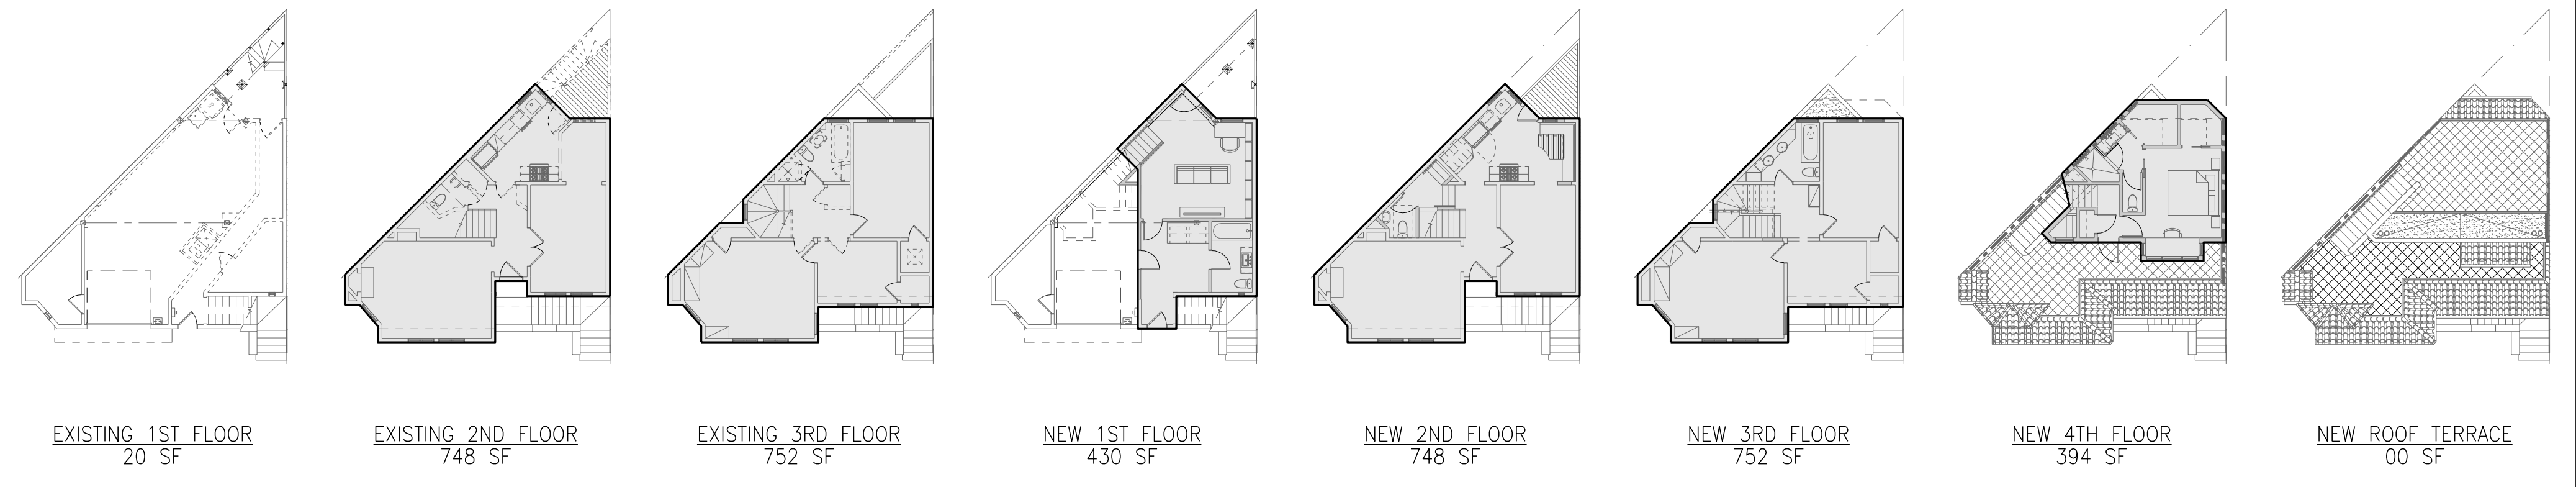 EXISTING 1ST FLOOR
20 SF
EXISTING 2ND FLOOR
748 SF
EXISTING 3RD FLOOR
752 SF
NEW 1ST FLOOR
430 SF
NEW 2ND FLOOR
748 SF
NEW 3RD FLOOR
752 SF
NEW 4TH FLOOR
394 SF
NEW ROOF TERRACE
00 SF